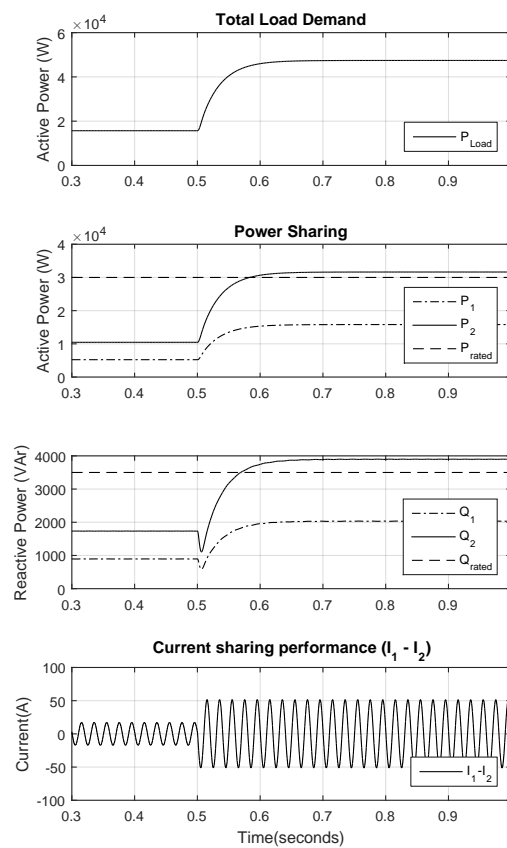 Total Load Demand
×10^4
6
4
2
0
Active Power (W)
P_Load
0.3 0.4 0.5 0.6 0.7 0.8 0.9
Power Sharing
×10^4
4
3
2
1
0
Active Power (W)
P_1
P_2
P_rated
0.3 0.4 0.5 0.6 0.7 0.8 0.9
4000
3000
2000
1000
0
Reactive Power (VAr)
Q_1
Q_2
Q_rated
0.3 0.4 0.5 0.6 0.7 0.8 0.9
Current sharing performance (I_1 - I_2)
100
50
0
-50
-100
Current(A)
I_1-I_2
0.3 0.4 0.5 0.6 0.7 0.8 0.9
Time(seconds)